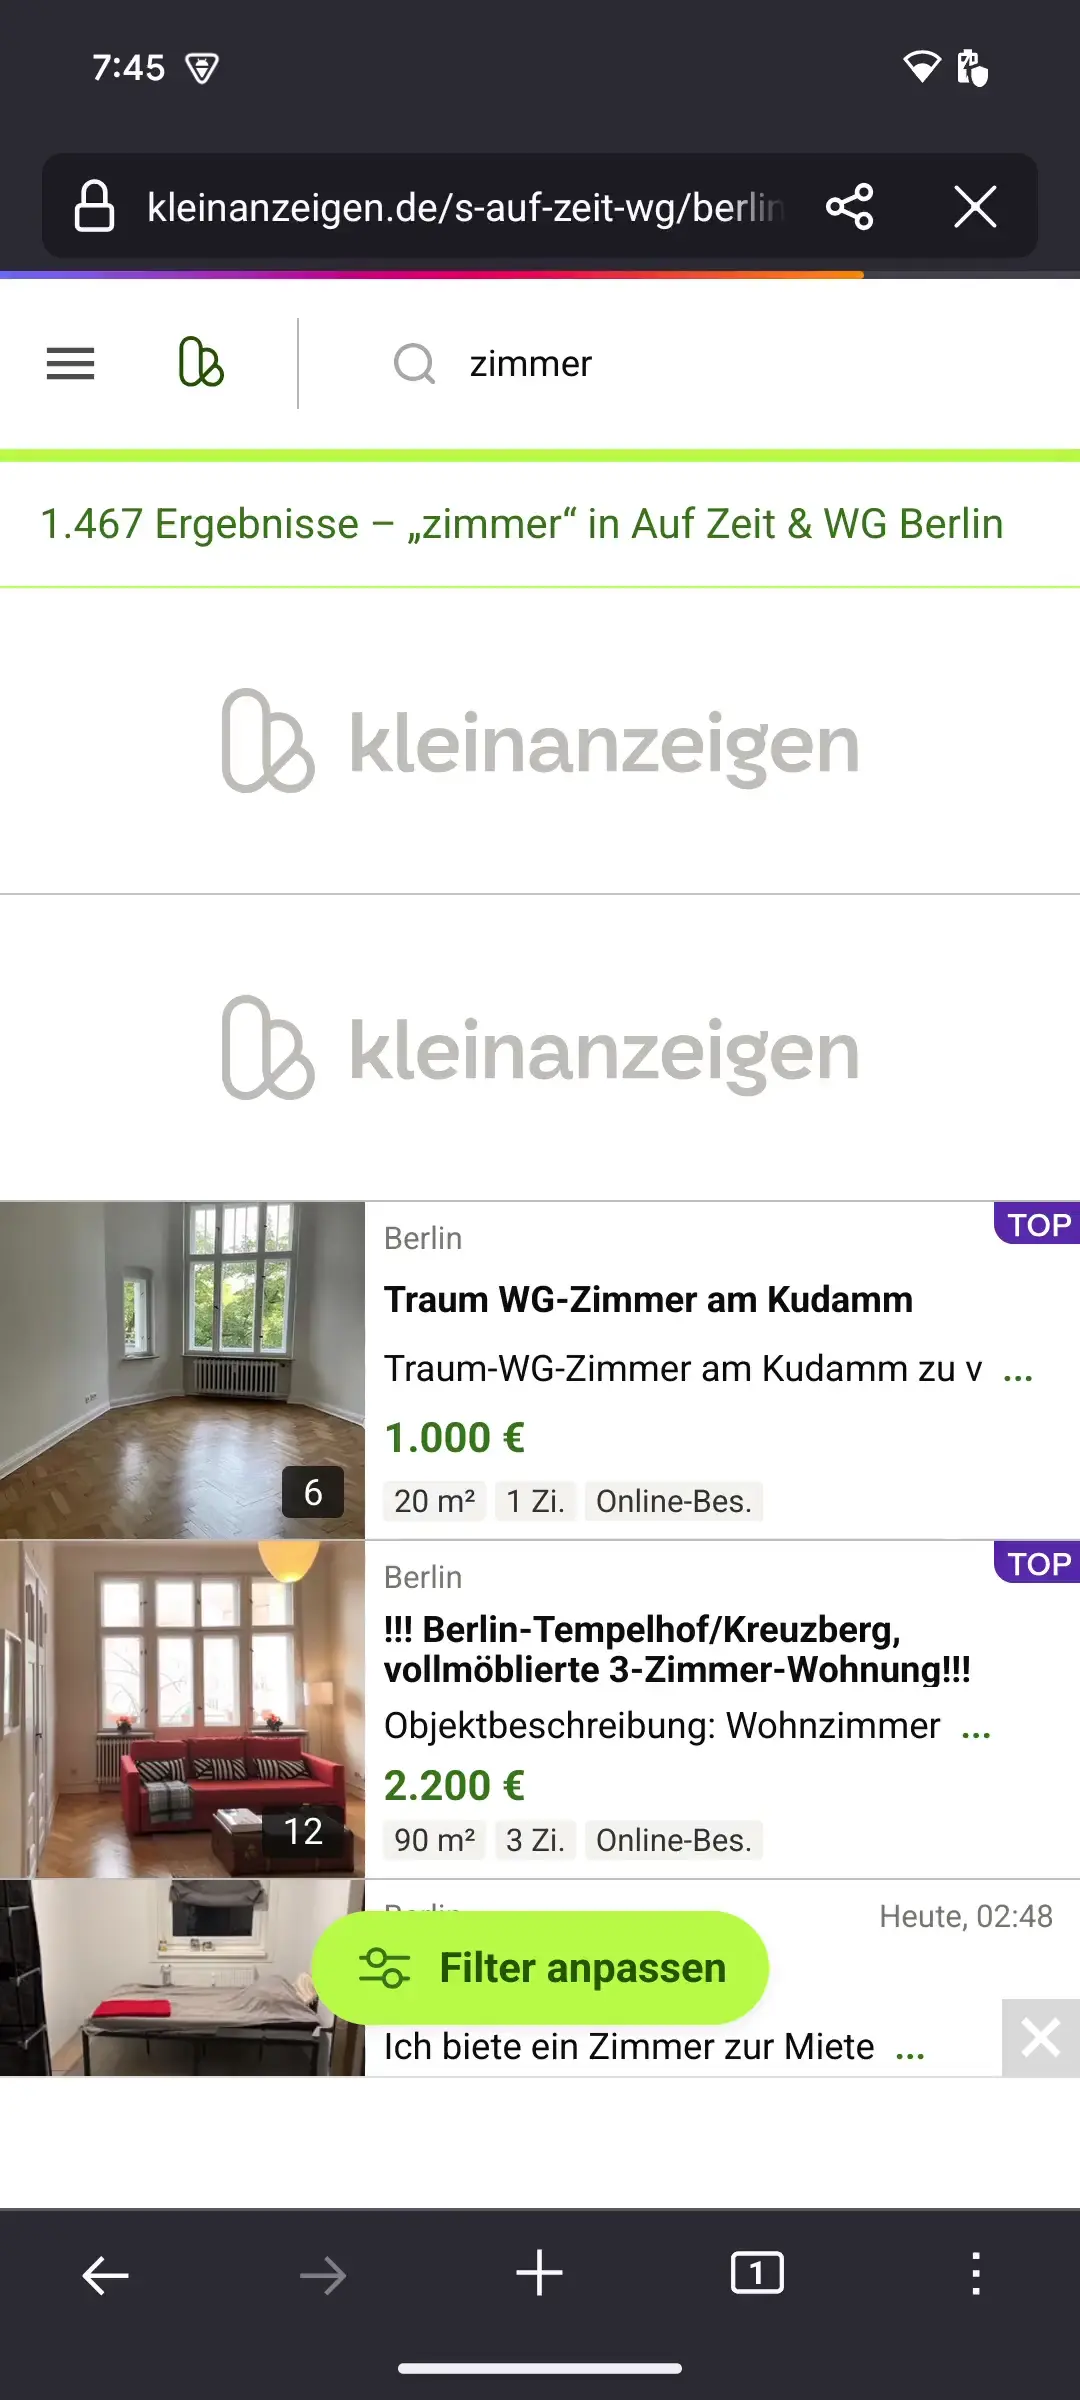 7:45
kleinanzeigen.de/s-auf-zeit-wg/berlin
zimmer
1.467 Ergebnisse – „zimmer“ in Auf Zeit & WG Berlin
kleinanzeigen
kleinanzeigen
Berlin
TOP
Traum WG-Zimmer am Kudamm
Traum-WG-Zimmer am Kudamm zu v ...
1.000 €
6
20 m² 1 Zi. Online-Bes.
Berlin
TOP
!!! Berlin-Tempelhof/Kreuzberg,
vollmöblierte 3-Zimmer-Wohnung!!!
Objektbeschreibung: Wohnzimmer ...
2.200 €
12
90 m² 3 Zi. Online-Bes.
Berlin
Heute, 02:48
Filter anpassen
Ich biete ein Zimmer zur Miete ...
1